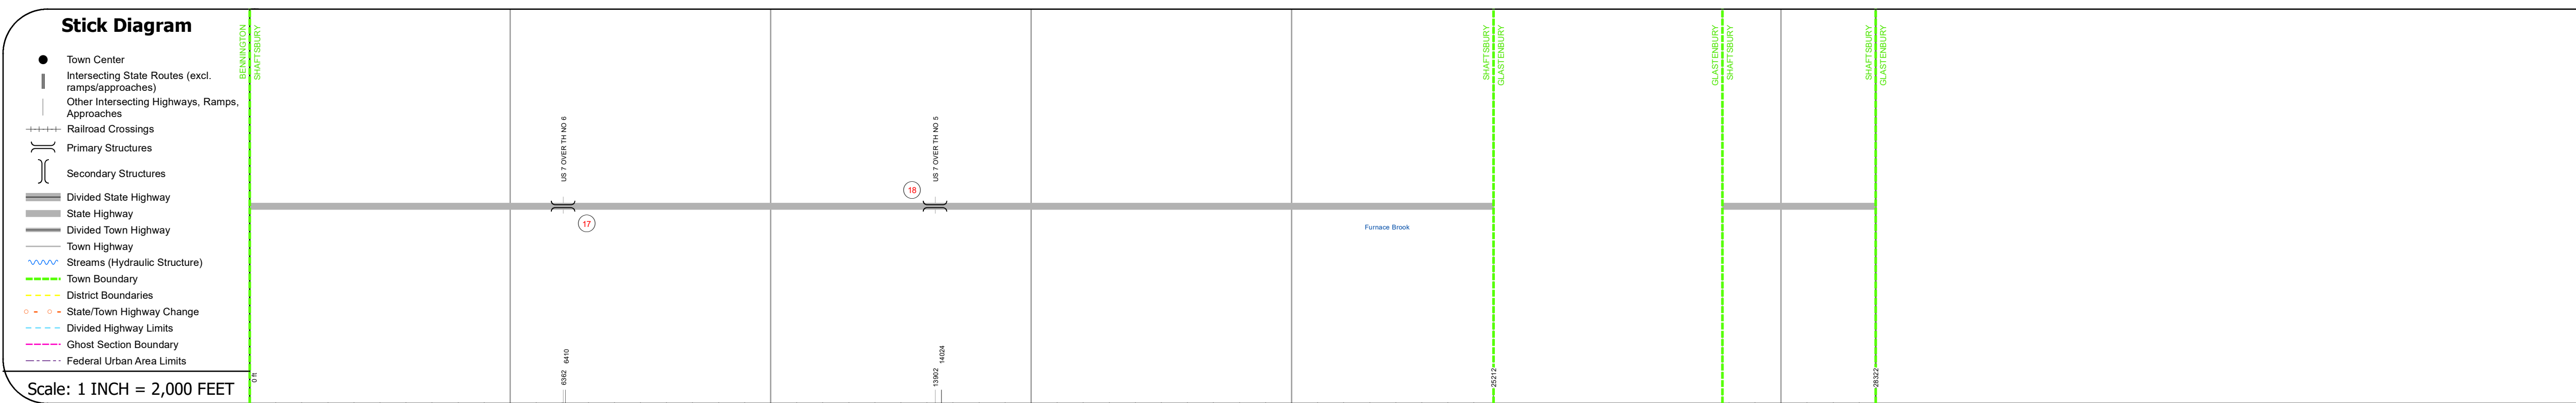 Stick Diagram
Town Center
Intersecting State Routes (excl.
ramps/approaches)
Other Intersecting Highways, Ramps,
Approaches
Railroad Crossings
Primary Structures
Secondary Structures
Divided State Highway
State Highway
Divided Town Highway
Town Highway
Streams (Hydraulic Structure)
Town Boundary
District Boundaries
State/Town Highway Change
Divided Highway Limits
Ghost Section Boundary
Federal Urban Area Limits
Scale: 1 INCH = 2,000 FEET
BENNINGTON
SHAFTSBURY
0 ft
US 7 OVER TH NO 6
17
6362
6410
18
US 7 OVER TH NO 5
13902
14024
Furnace Brook
SHAFTSBURY
GLASTENBURY
25212
GLASTENBURY
SHAFTSBURY
SHAFTSBURY
GLASTENBURY
28322